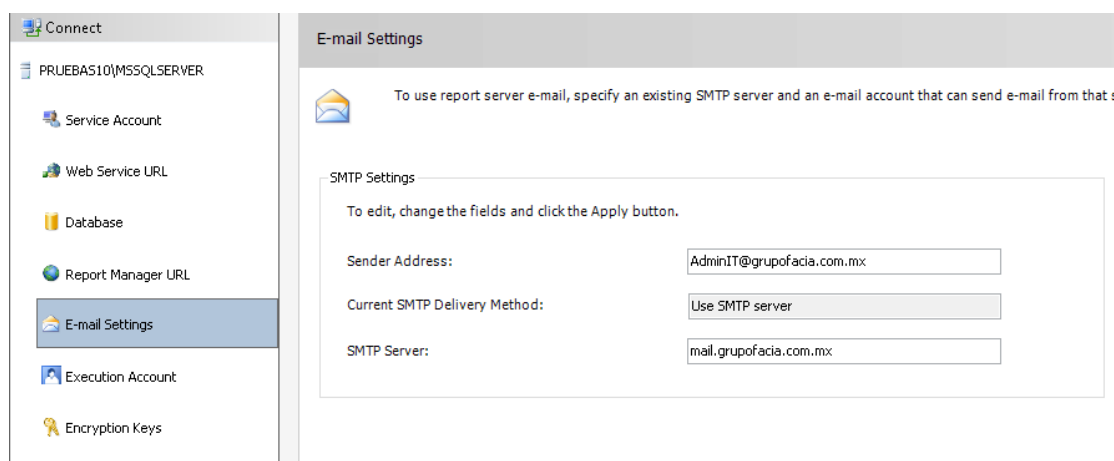 Connect
PRUEBAS10\MSSQLSERVER
Service Account
Web Service URL
Database
Report Manager URL
E-mail Settings
Execution Account
Encryption Keys
E-mail Settings
To use report server e-mail, specify an existing SMTP server and an e-mail account that can send e-mail from that
SMTP Settings
To edit, change the fields and click the Apply button.
Sender Address: AdminIT@grupofacia.com.mx
Current SMTP Delivery Method: Use SMTP server
SMTP Server: mail.grupofacia.com.mx